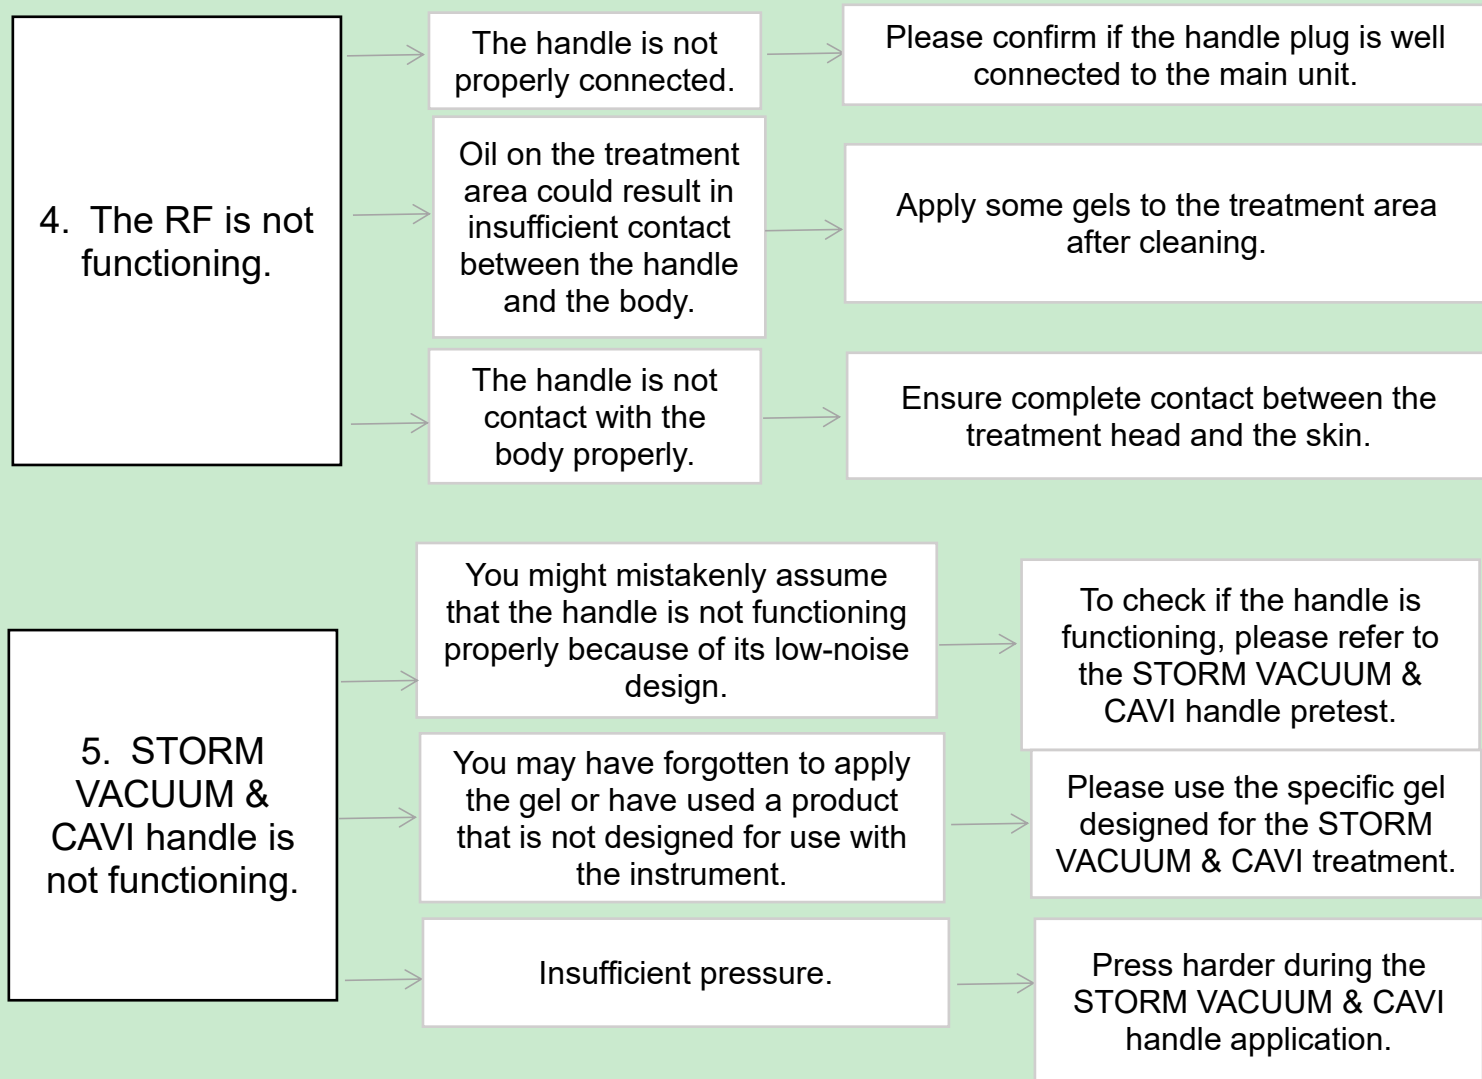 4. The RF is not
functioning.
The handle is not
properly connected.
Please confirm if the handle plug is well
connected to the main unit.
Oil on the treatment
area could result in
insufficient contact
between the handle
and the body.
Apply some gels to the treatment area
after cleaning.
The handle is not
contact with the
body properly.
Ensure complete contact between the
treatment head and the skin.
5. STORM
VACUUM &
CAVI handle is
not functioning.
You might mistakenly assume
that the handle is not functioning
properly because of its low-noise
design.
To check if the handle is
functioning, please refer to
the STORM VACUUM &
CAVI handle pretest.
You may have forgotten to apply
the gel or have used a product
that is not designed for use with
the instrument.
Please use the specific gel
designed for the STORM
VACUUM & CAVI treatment.
Insufficient pressure.
Press harder during the
STORM VACUUM & CAVI
handle application.